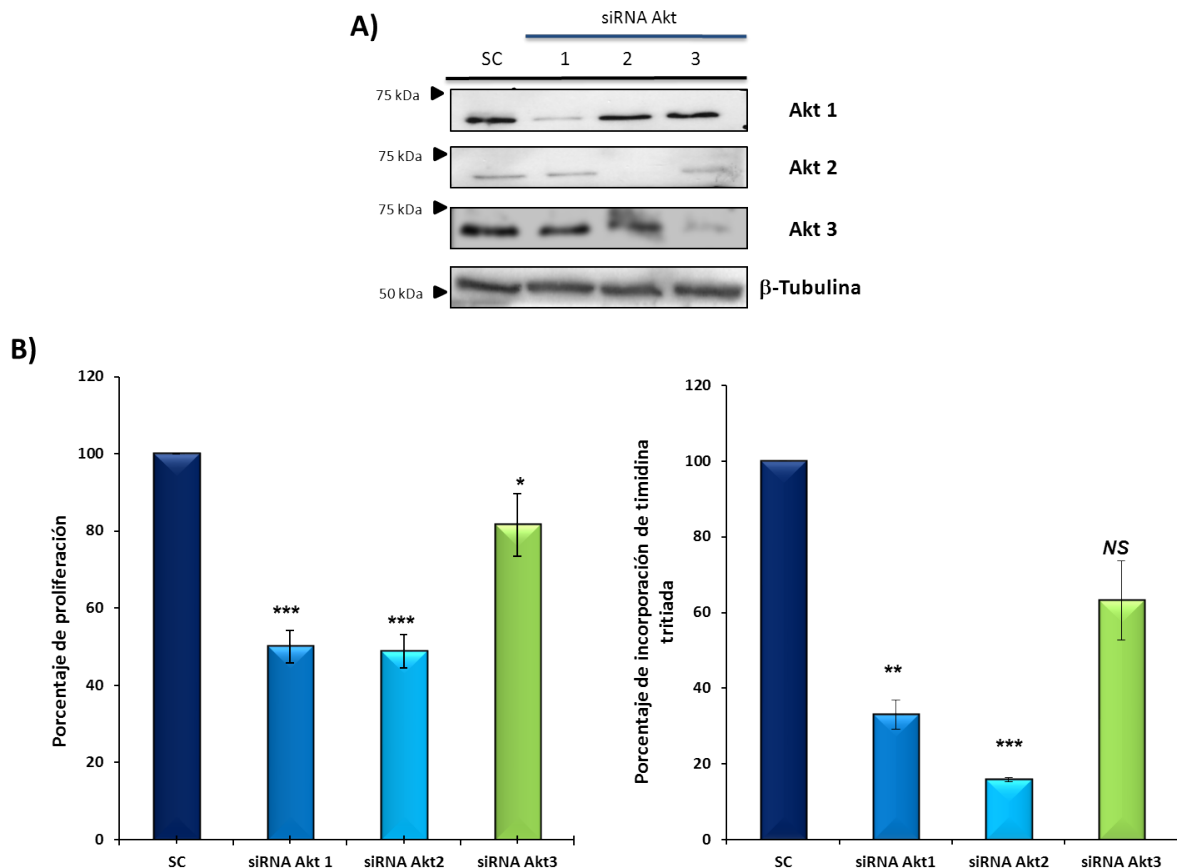 A)
siRNA Akt
SC 1 2 3
75 kDa
Akt 1
75 kDa
Akt 2
75 kDa
Akt 3
50 kDa
β-Tubulina
B)
Porcentaje de proliferación
120
100
80
60
40
20
0
***
***
*
SC siRNA Akt 1 siRNA Akt2 siRNA Akt3
Porcentaje de incorporación de timidina
tritiada
120
100
80
60
40
20
0
**
***
NS
SC siRNA Akt1 siRNA Akt2 siRNA Akt3